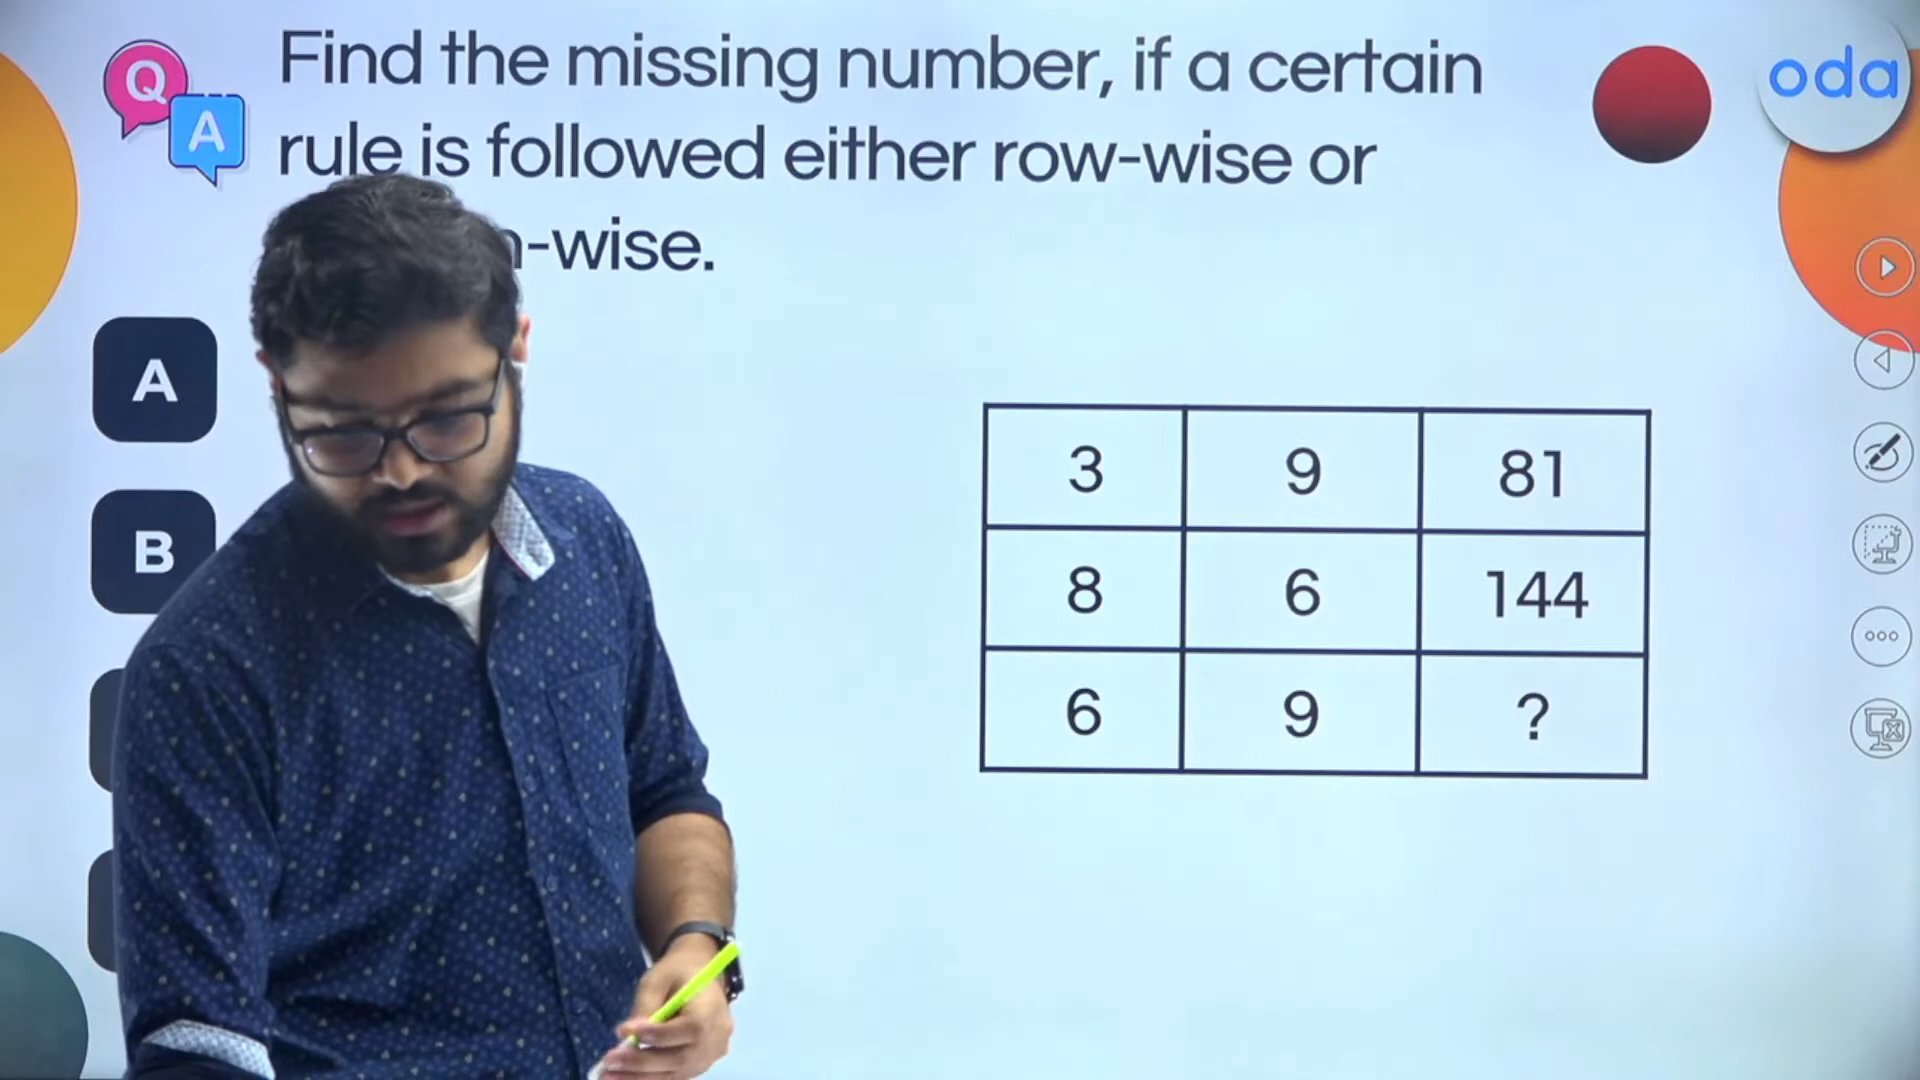 Q
A
Find the missing number, if a certain
rule is followed either row-wise or
-wise.
oda
A
B
3 9 81
8 6 144
6 9 ?